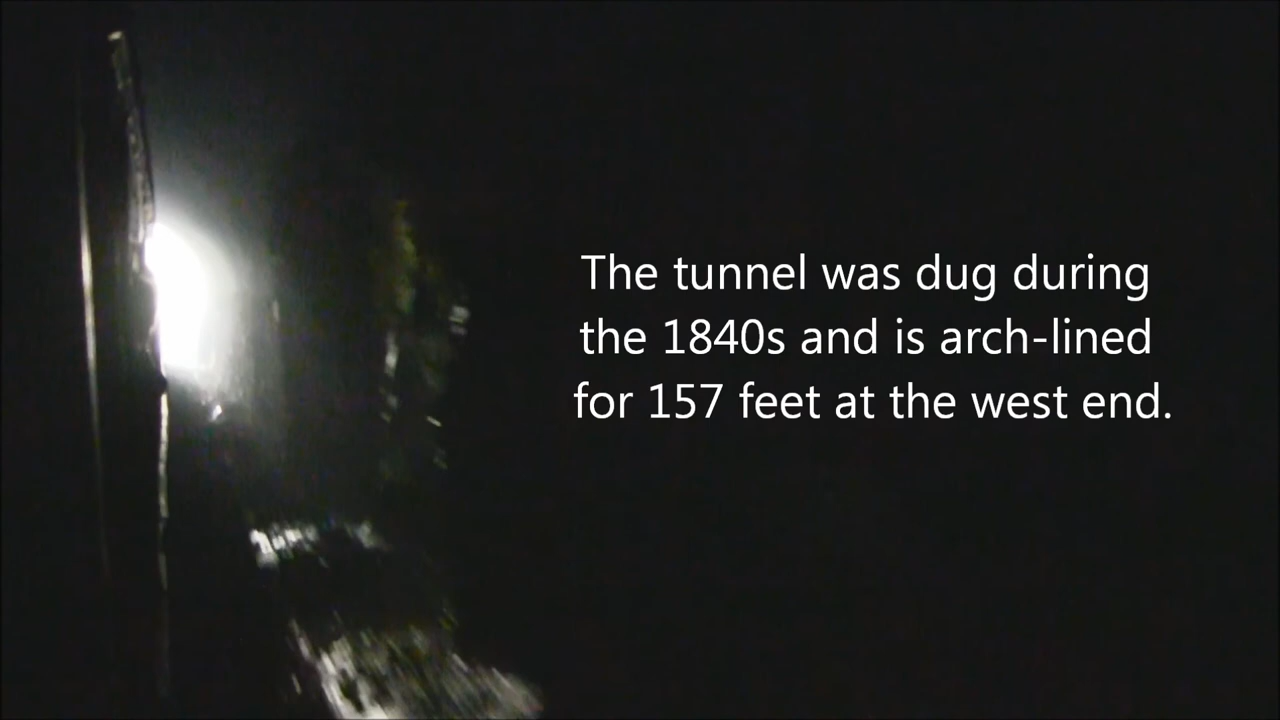 The tunnel was dug during
the 1840s and is arch-lined
for 157 feet at the west end.